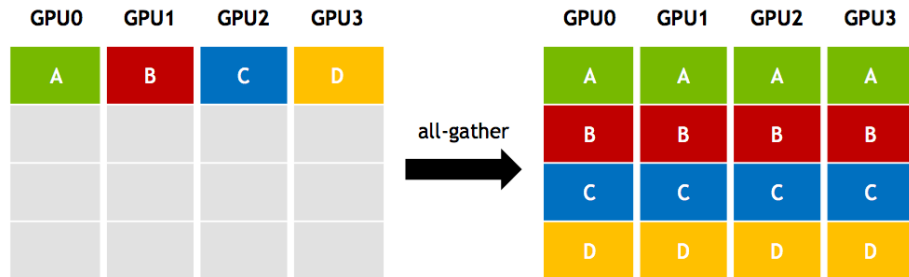 GPU0 GPU1 GPU2 GPU3 GPU0 GPU1 GPU2 GPU3
A B C D A A A A
B B B B
all-gather
C C C C
D D D D